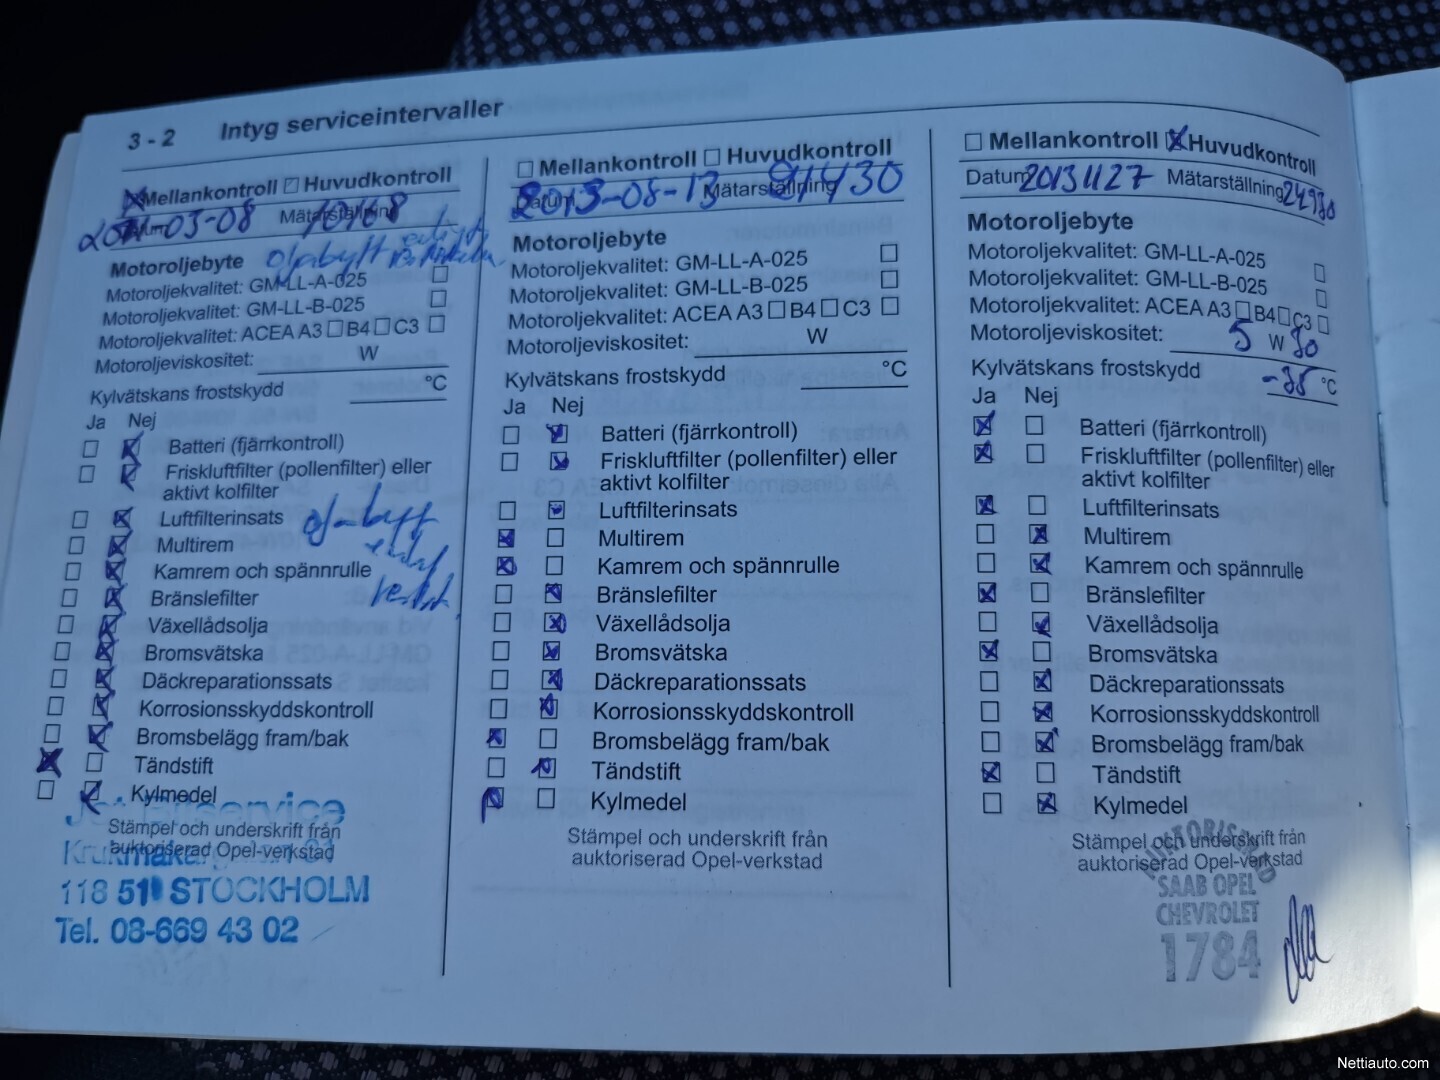 3 - 2 Intyg serviceintervaller
Mellankontroll Huvudkontroll
2011-03-08 Mätarställning 10168
Motoroljebyte oljebytt
Motoroljekvalitet: GM-LL-A-025
Motoroljekvalitet: GM-LL-B-025
Motoroljekvalitet: ACEA A3 B4 C3
Motoroljeviskositet: W
Kylvätskans frostskydd °C
Ja Nej
Batteri (fjärrkontroll)
Friskluftfilter (pollenfilter) eller
aktivt kolfilter
Luftfilterinsats
Multirem
Kamrem och spännrulle
Bränslefilter
Växellådsolja
Bromsvätska
Däckreparationssats
Korrosionsskyddskontroll
Bromsbelägg fram/bak
Tändstift
Kylmedel
Stämpel och underskrift från
auktoriserad Opel-verkstad
118 51 STOCKHOLM
Tel. 08-669 43 02
Mellankontroll Huvudkontroll
Datum 2013-08-13 Mätarställning 21430
Motoroljebyte
Motoroljekvalitet: GM-LL-A-025
Motoroljekvalitet: GM-LL-B-025
Motoroljekvalitet: ACEA A3 B4 C3
Motoroljeviskositet: W
Kylvätskans frostskydd °C
Ja Nej
Batteri (fjärrkontroll)
Friskluftfilter (pollenfilter) eller
aktivt kolfilter
Luftfilterinsats
Multirem
Kamrem och spännrulle
Bränslefilter
Växellådsolja
Bromsvätska
Däckreparationssats
Korrosionsskyddskontroll
Bromsbelägg fram/bak
Tändstift
Kylmedel
Stämpel och underskrift från
auktoriserad Opel-verkstad
Mellankontroll Huvudkontroll
Datum 20131127 Mätarställning 24930
Motoroljebyte
Motoroljekvalitet: GM-LL-A-025
Motoroljekvalitet: GM-LL-B-025
Motoroljekvalitet: ACEA A3 B4 C3
Motoroljeviskositet: 5 W 30
Kylvätskans frostskydd -35 °C
Ja Nej
Batteri (fjärrkontroll)
Friskluftfilter (pollenfilter) eller
aktivt kolfilter
Luftfilterinsats
Multirem
Kamrem och spännrulle
Bränslefilter
Växellådsolja
Bromsvätska
Däckreparationssats
Korrosionsskyddskontroll
Bromsbelägg fram/bak
Tändstift
Kylmedel
Stämpel och underskrift från
auktoriserad Opel-verkstad
SAAB OPEL
CHEVROLET
1784
Nettiauto.com